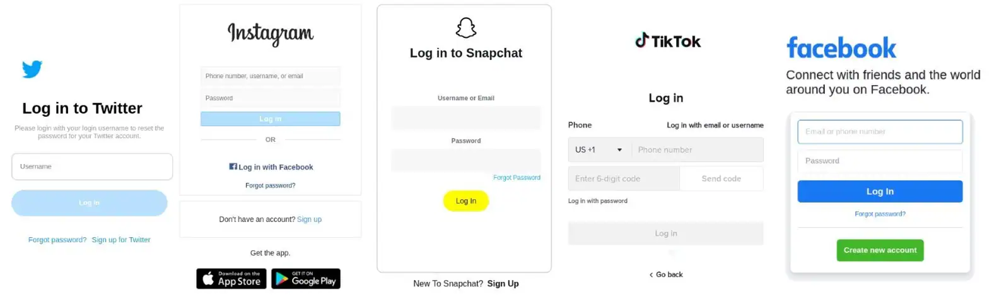 Log in to Twitter
Please login with your login username to reset the
password for your Twitter account.
Username
Log in
Forgot password? Sign up for Twitter
Instagram
Phone number, username, or email
Password
Log in
OR
Log in with Facebook
Forgot password?
Don't have an account? Sign up
Get the app.
Download on the
App Store
GET IT ON
Google Play
Log in to Snapchat
Username or Email
Password
Forgot Password
Log In
New To Snapchat? Sign Up
TikTok
Log in
Phone Log in with email or username
US +1 Phone number
Enter 6-digit code Send code
Log in with password
Log in
Go back
facebook
Connect with friends and the world
around you on Facebook.
Email or phone number
Password
Log In
Forgot password?
Create new account